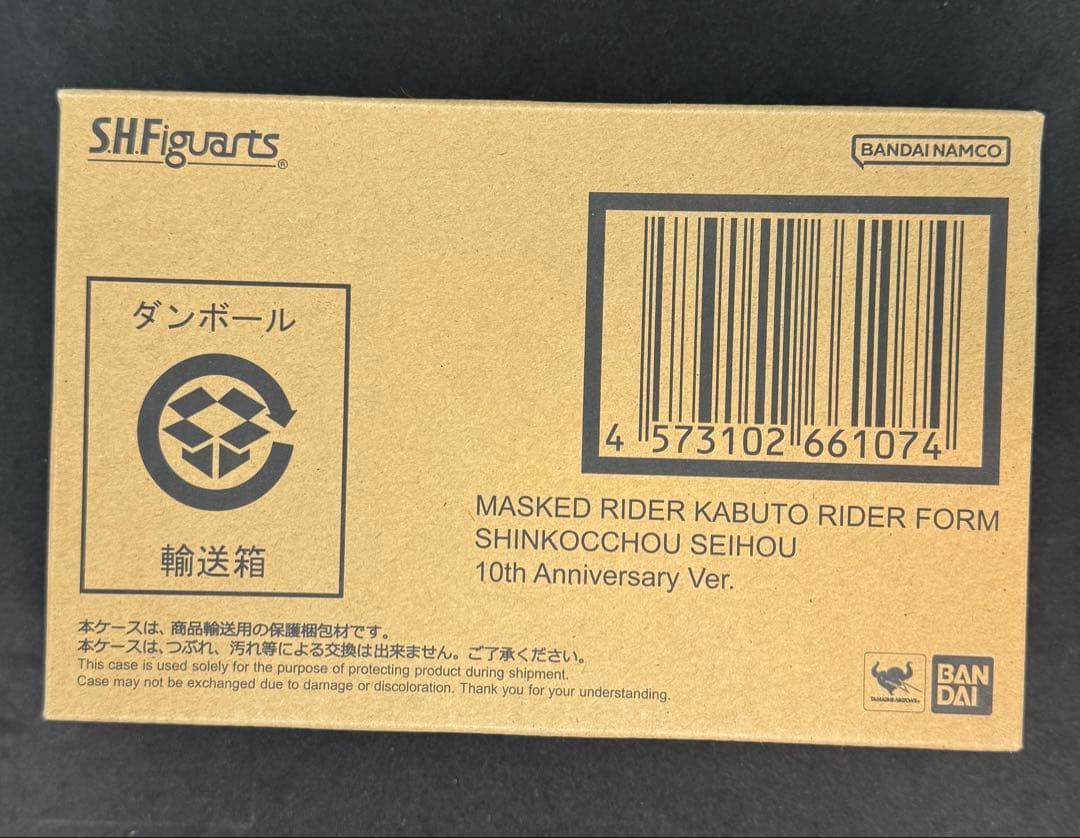 S.H.Figuarts®
BANDAI NAMCO
ダンボール
輸送箱
4 573102 661074
MASKED RIDER KABUTO RIDER FORM
SHINKOCCHOU SEIHOU
10th Anniversary Ver.
本ケースは、商品輸送用の保護梱包材です。
本ケースは、つぶれ、汚れ等による交換は出来ません。ご了承ください。
This case is used solely for the purpose of protecting product during shipment.
Case may not be exchanged due to damage or discoloration. Thank you for your understanding.
TAMASHII NATIONS
BAN
DAI